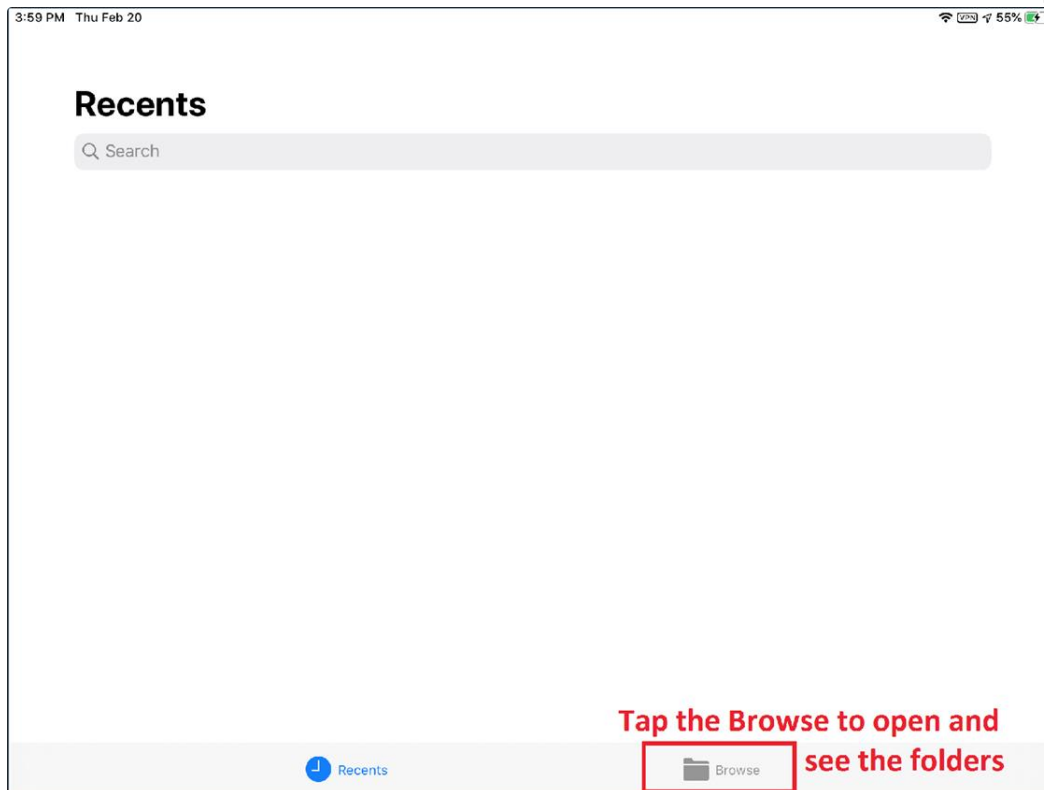 3:59 PM Thu Feb 20 VPN 55%
Recents
Search
Tap the Browse to open and
see the folders
Recents
Browse